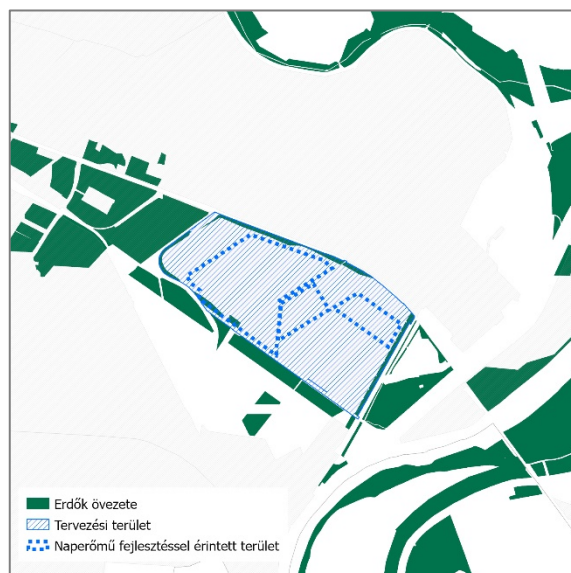 Erdők övezete
Tervezési terület
Naperőmű fejlesztéssel érintett terület